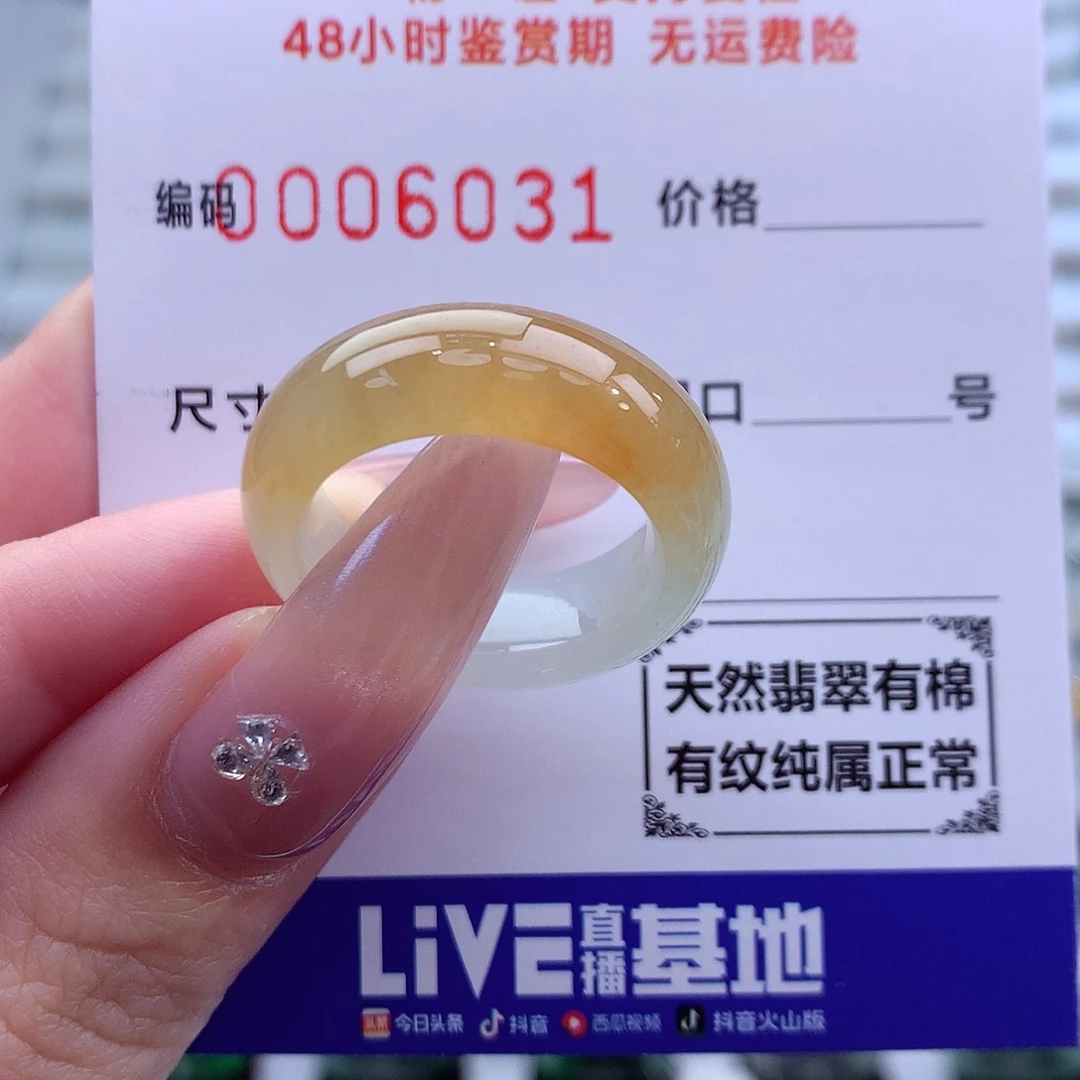 48小时鉴赏期 无运费险
编码0006031 价格
尺寸 口 号
天然翡翠有棉
有纹纯属正常
LiVE直播基地
头条 今日头条 抖音 西瓜视频 抖音火山版